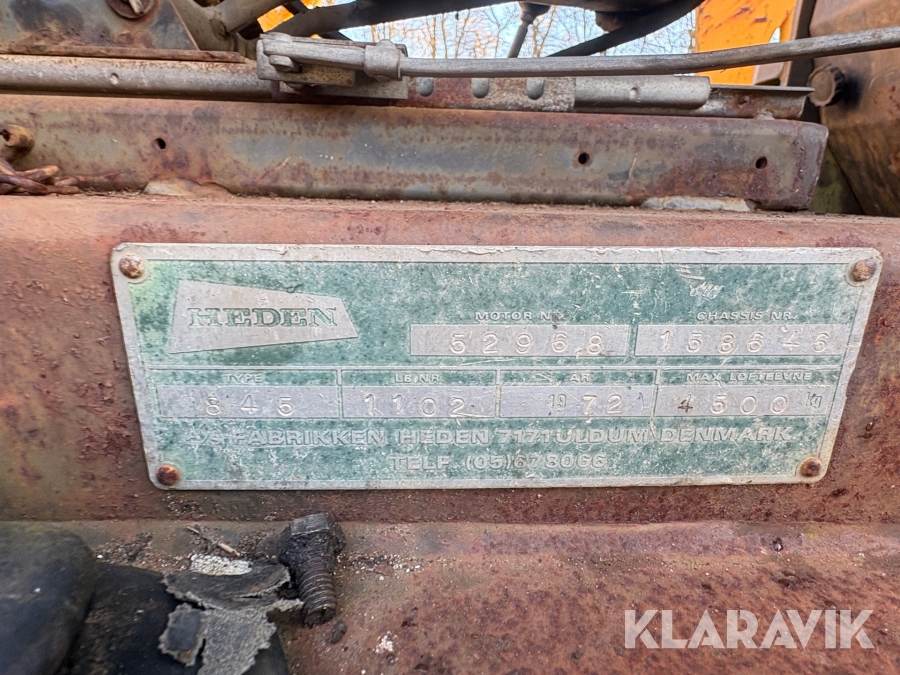 HEDEN
MOTOR NR. CHASSIS NR.
52968 158646
TYPE LB.NR. ÅR MAX. LØFTEEVNE
845 1102 1972 4500 kg
A/S FABRIKKEN HEDEN 7171 ULDUM DENMARK
TELF. (05) 678066
KLARAVIK